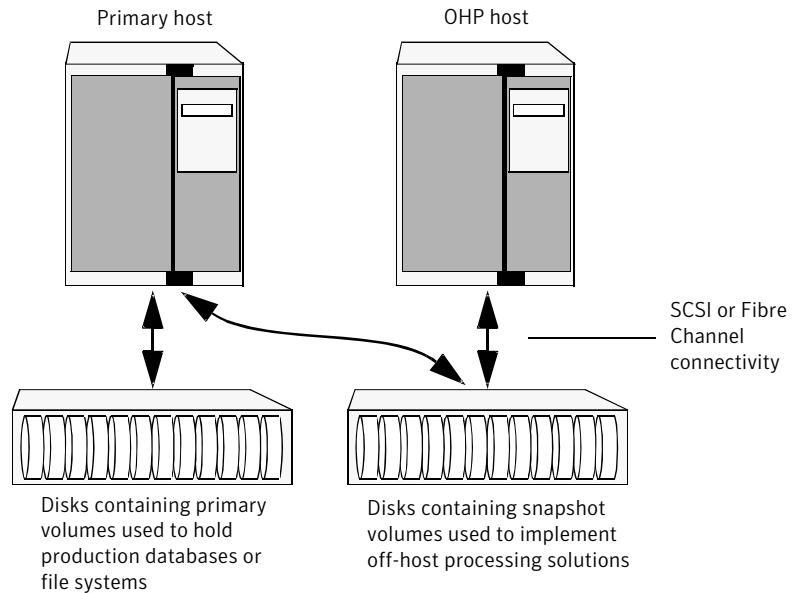 Primary host
OHP host
SCSI or Fibre
Channel
connectivity
Disks containing primary
volumes used to hold
production databases or
file systems
Disks containing snapshot
volumes used to implement
off-host processing solutions